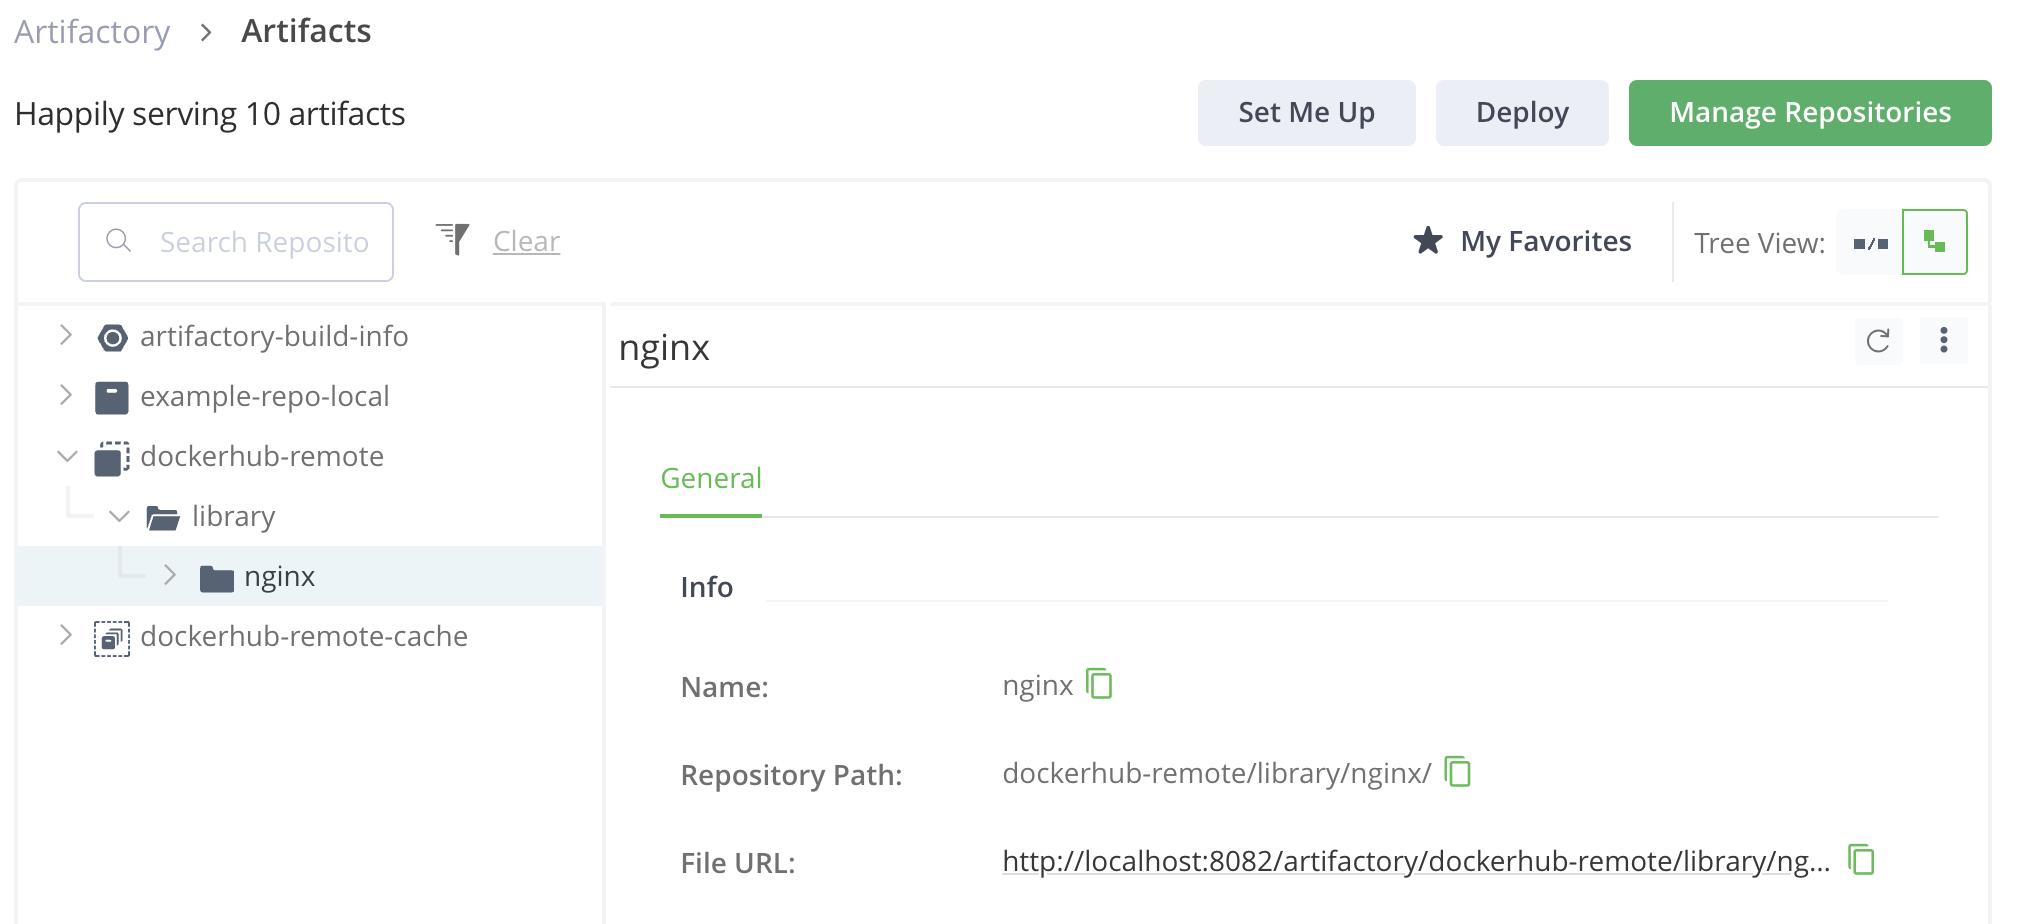 Artifactory > Artifacts
Happily serving 10 artifacts
Set Me Up
Deploy
Manage Repositories
Search Reposito
Clear
My Favorites
Tree View:
artifactory-build-info
example-repo-local
dockerhub-remote
library
nginx
dockerhub-remote-cache
nginx
General
Info
Name: nginx
Repository Path: dockerhub-remote/library/nginx/
File URL: http://localhost:8082/artifactory/dockerhub-remote/library/ng...